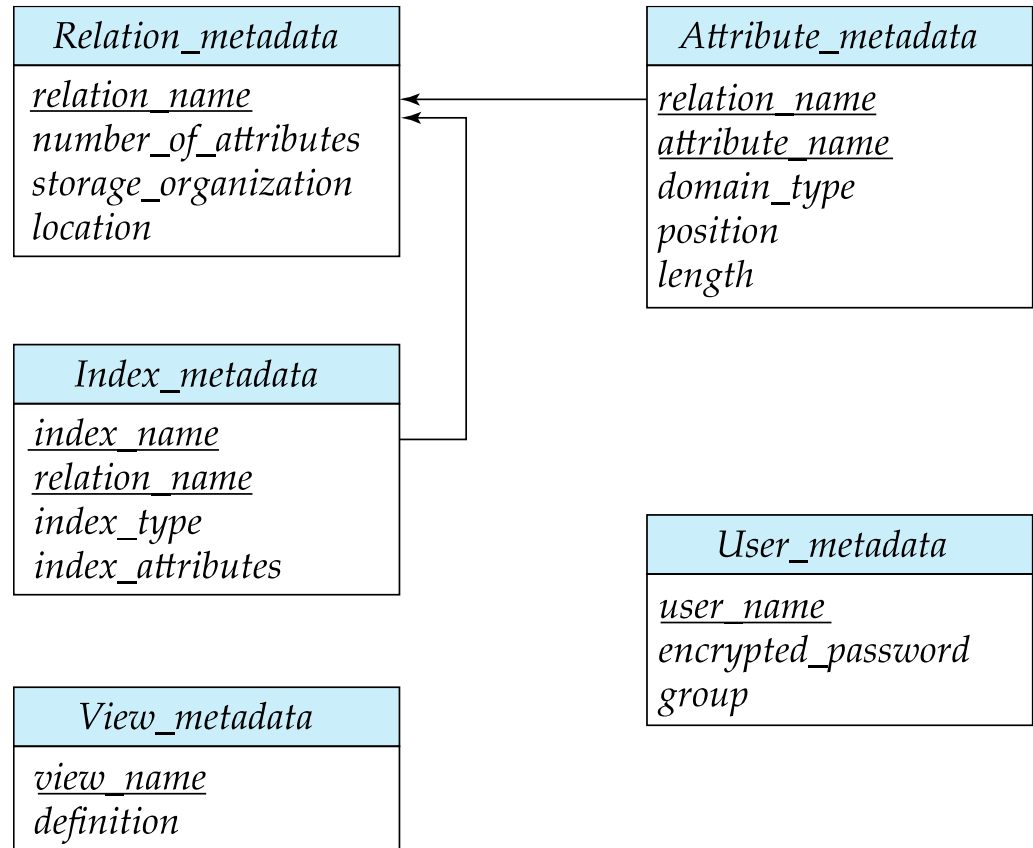 Relation_metadata
relation_name
number_of_attributes
storage_organization
location
Attribute_metadata
relation_name
attribute_name
domain_type
position
length
Index_metadata
index_name
relation_name
index_type
index_attributes
User_metadata
user_name
encrypted_password
group
View_metadata
view_name
definition